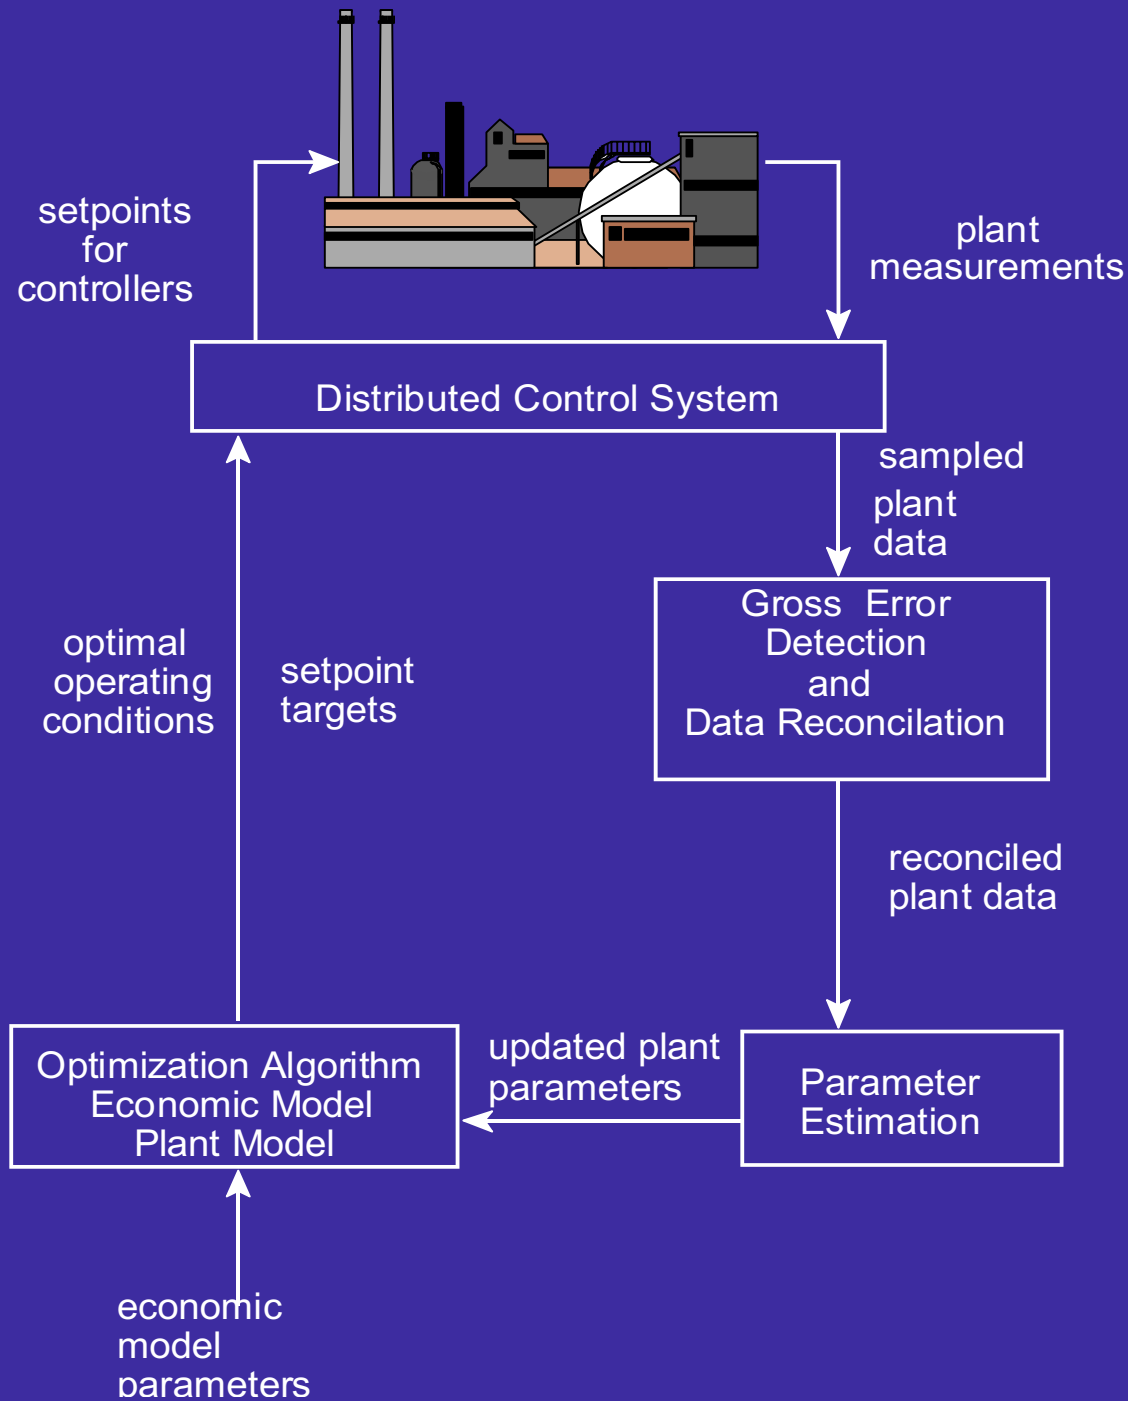 setpoints
for
controllers
plant
measurements
Distributed Control System
sampled
plant
data
Gross Error
Detection
and
Data Reconcilation
optimal
operating
conditions
setpoint
targets
reconciled
plant data
Optimization Algorithm
Economic Model
Plant Model
updated plant
parameters
Parameter
Estimation
economic
model
parameters